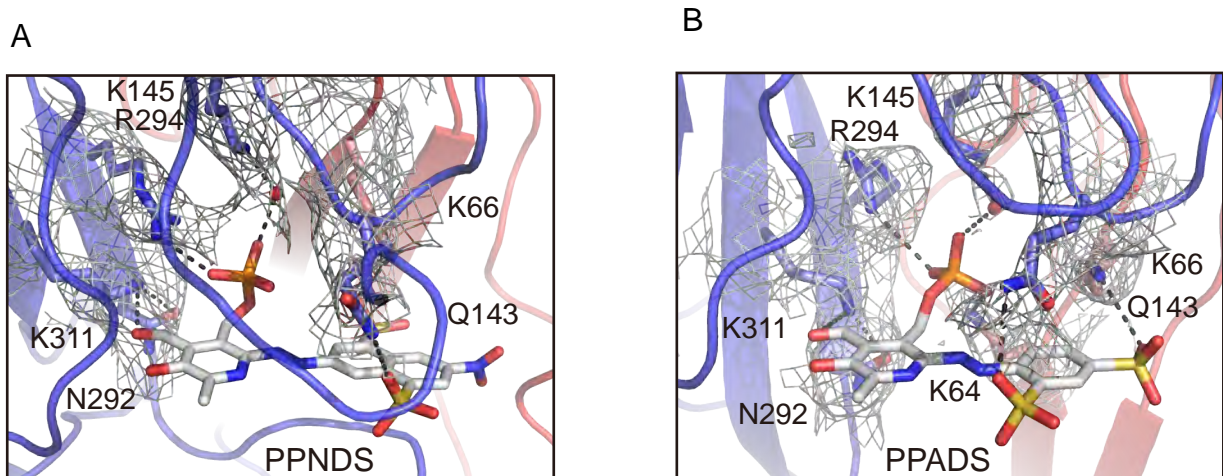 A
K145
R294
K66
Q143
K311
N292
PPNDS
B
K145
R294
K66
Q143
K311
K64
N292
PPADS